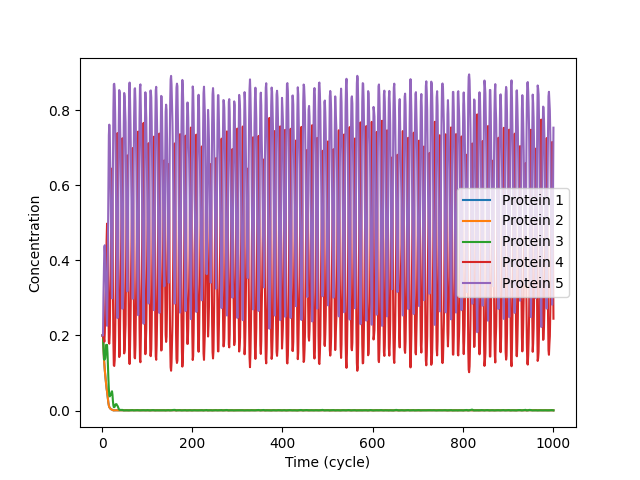 0.8
0.6
0.4
0.2
0.0
Concentration
0
200
400
600
800
1000
Time (cycle)
Protein 1
Protein 2
Protein 3
Protein 4
Protein 5